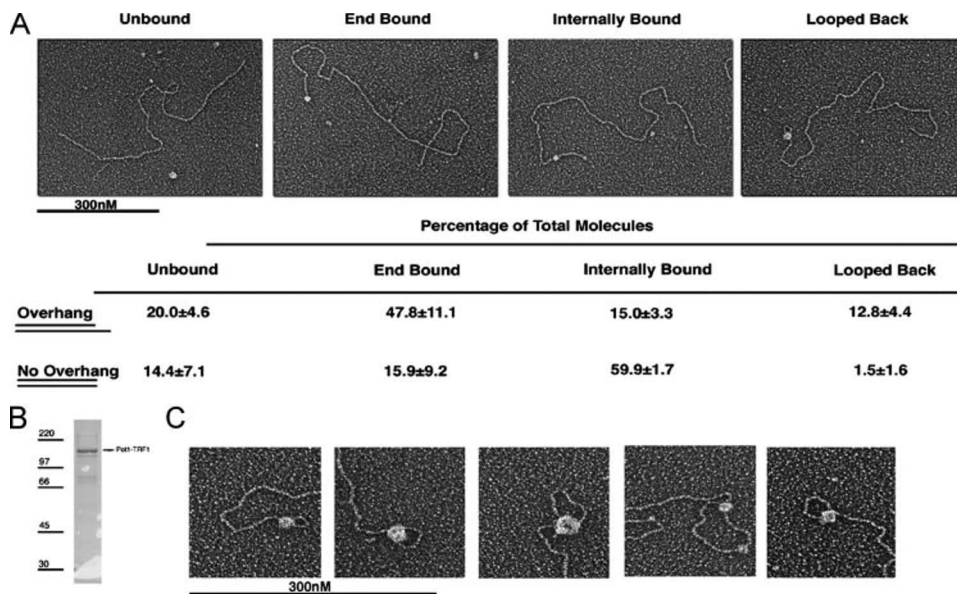 A
Unbound End Bound Internally Bound Looped Back
300nM
Percentage of Total Molecules
Unbound End Bound Internally Bound Looped Back
Overhang 20.0±4.6 47.8±11.1 15.0±3.3 12.8±4.4
No Overhang 14.4±7.1 15.9±9.2 59.9±1.7 1.5±1.6
B
220
Pot1-TRF1
97
66
45
30
C
300nM